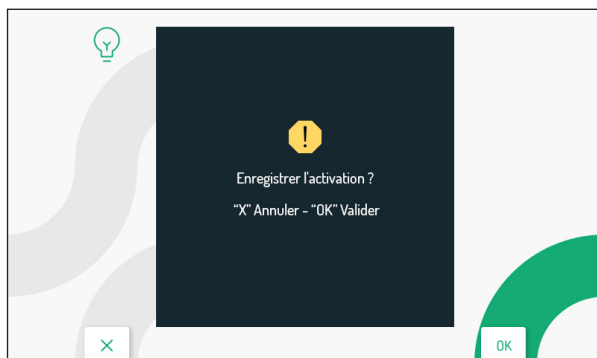 !
Enregistrer l'activation ?
“X” Annuler - “OK” Valider
OK